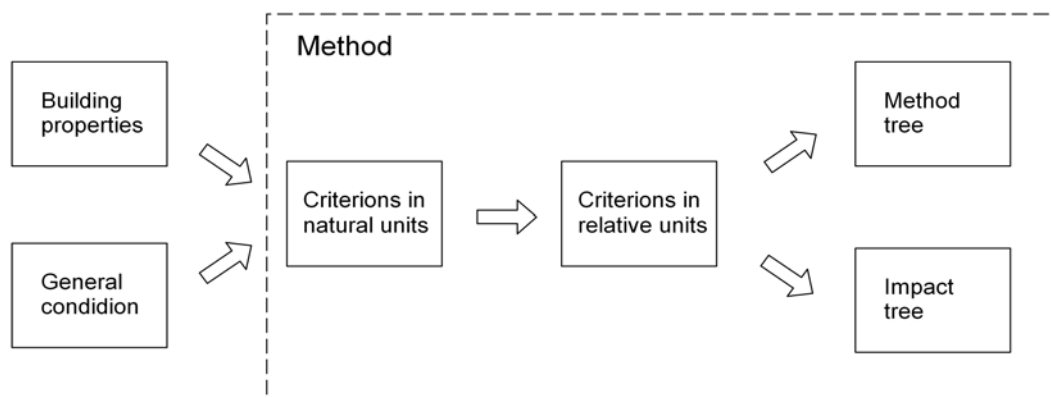 Method
Building
properties
General
condidion
Criterions in
natural units
Criterions in
relative units
Method
tree
Impact
tree